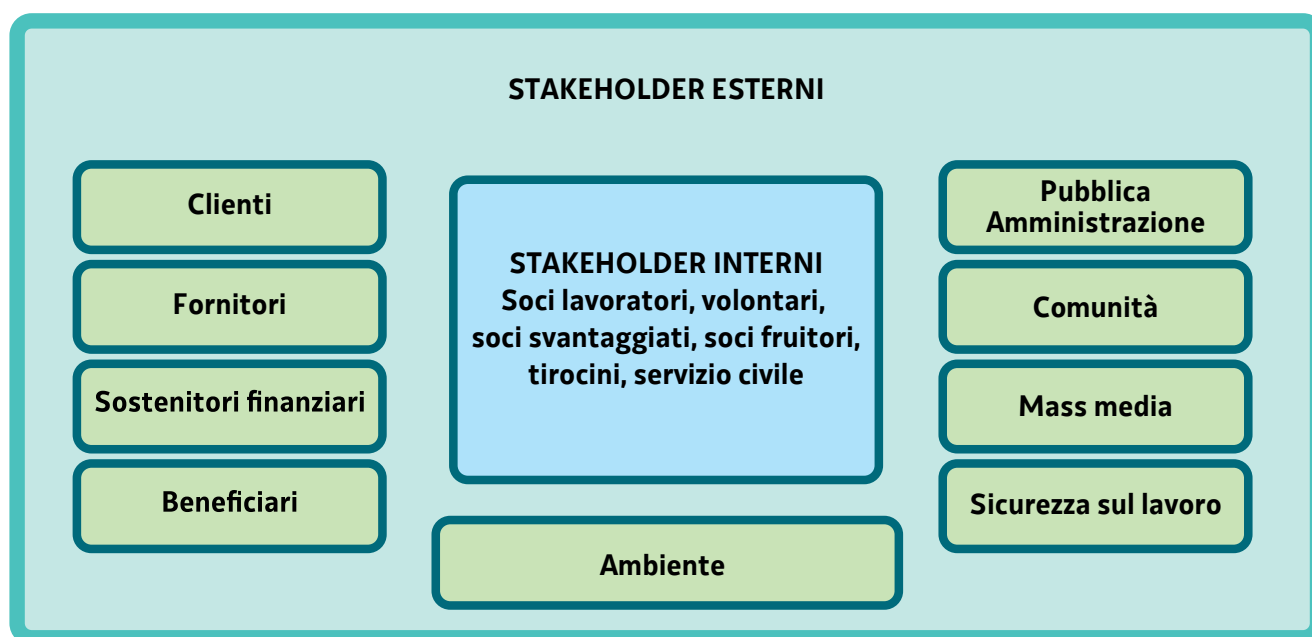 STAKEHOLDER ESTERNI
Clienti
Fornitori
Sostenitori finanziari
Beneficiari
STAKEHOLDER INTERNI
Soci lavoratori, volontari,
soci svantaggiati, soci fruitori,
tirocini, servizio civile
Ambiente
Pubblica
Amministrazione
Comunità
Mass media
Sicurezza sul lavoro